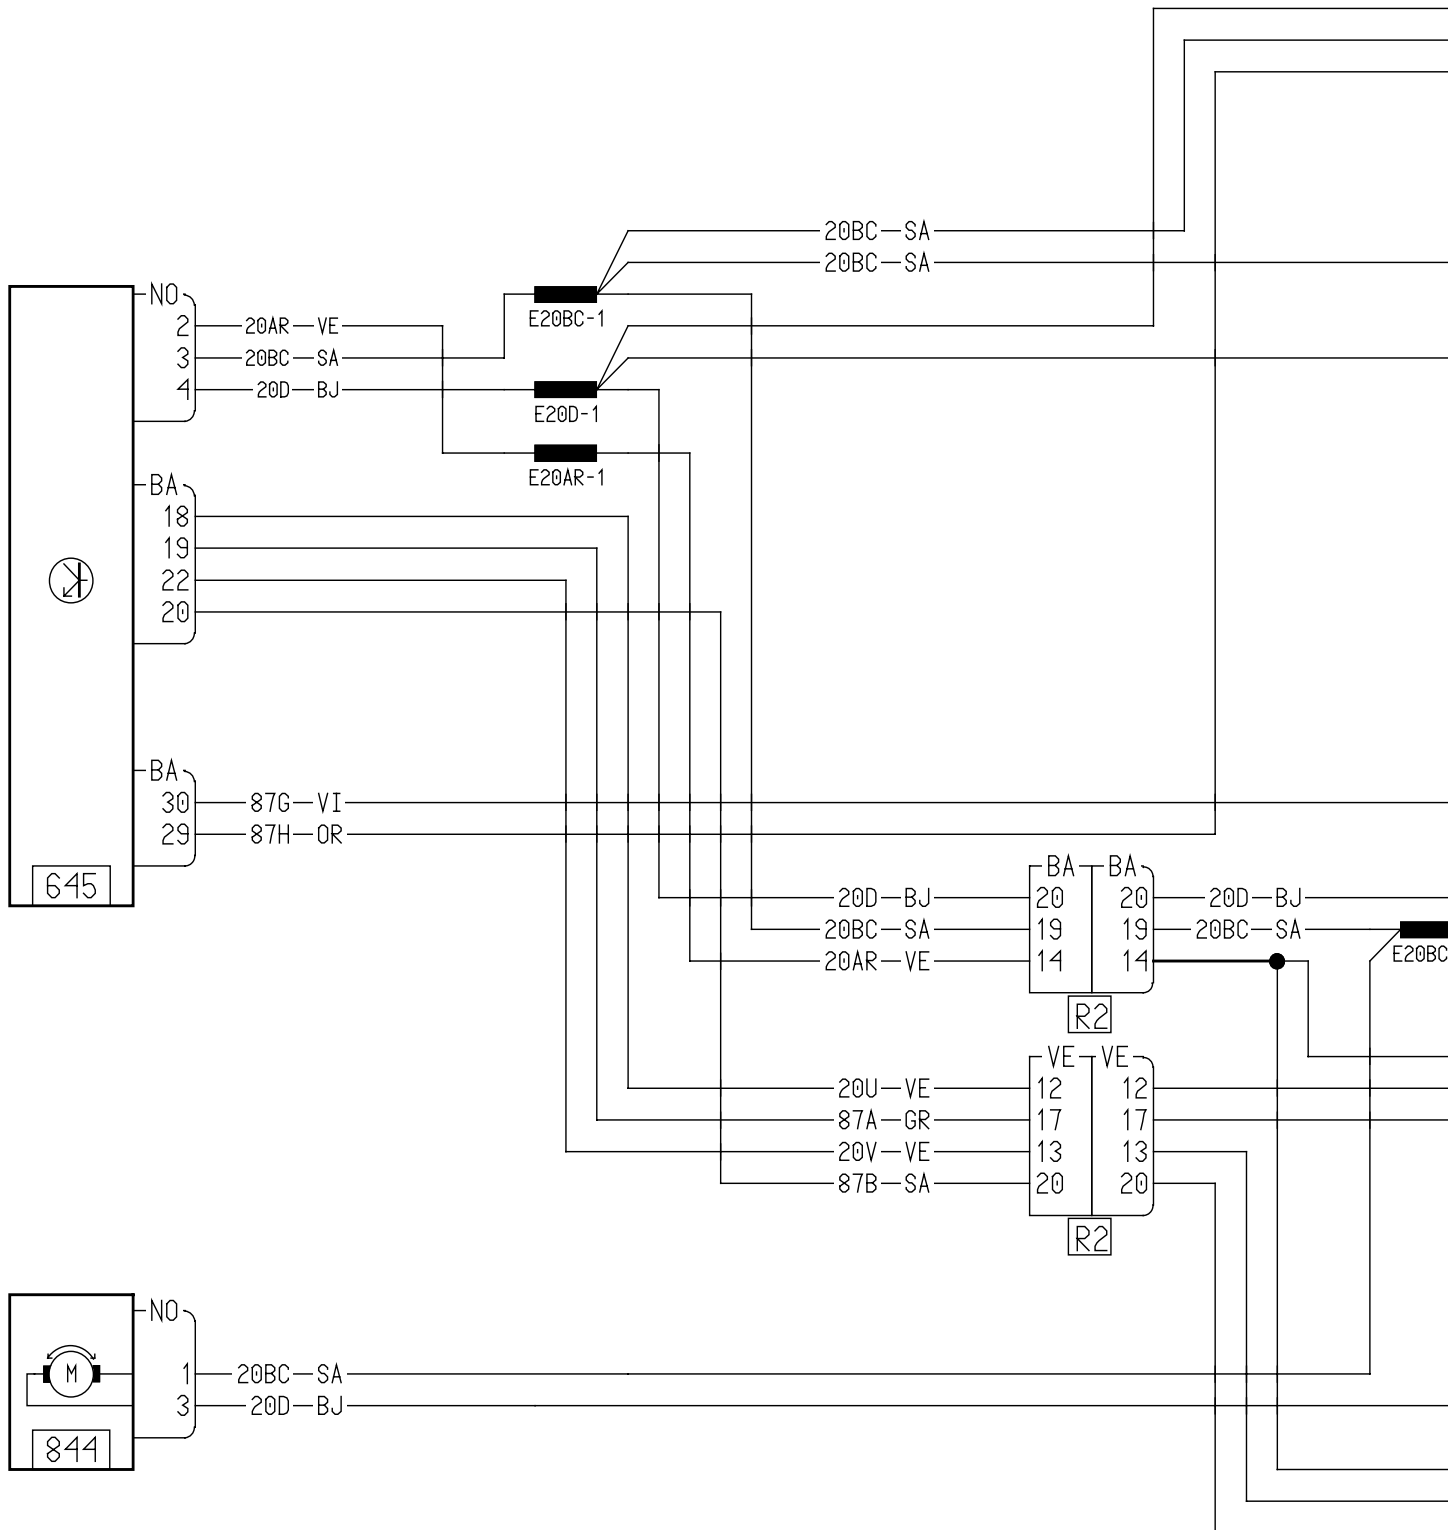 20BC SA
20BC SA
NO
2 20AR VE
3 20BC SA
4 20D BJ
E20BC-1
E20D-1
E20AR-1
BA
18
19
22
20
BA
30 87G VI
29 87H OR
645
BA BA
20D BJ 20 20 20D BJ
20BC SA 19 19 20BC SA
20AR VE 14 14
E20BC
R2
VE VE
20U VE 12 12
87A GR 17 17
20V VE 13 13
87B SA 20 20
R2
NO
M
1 20BC SA
3 20D BJ
844